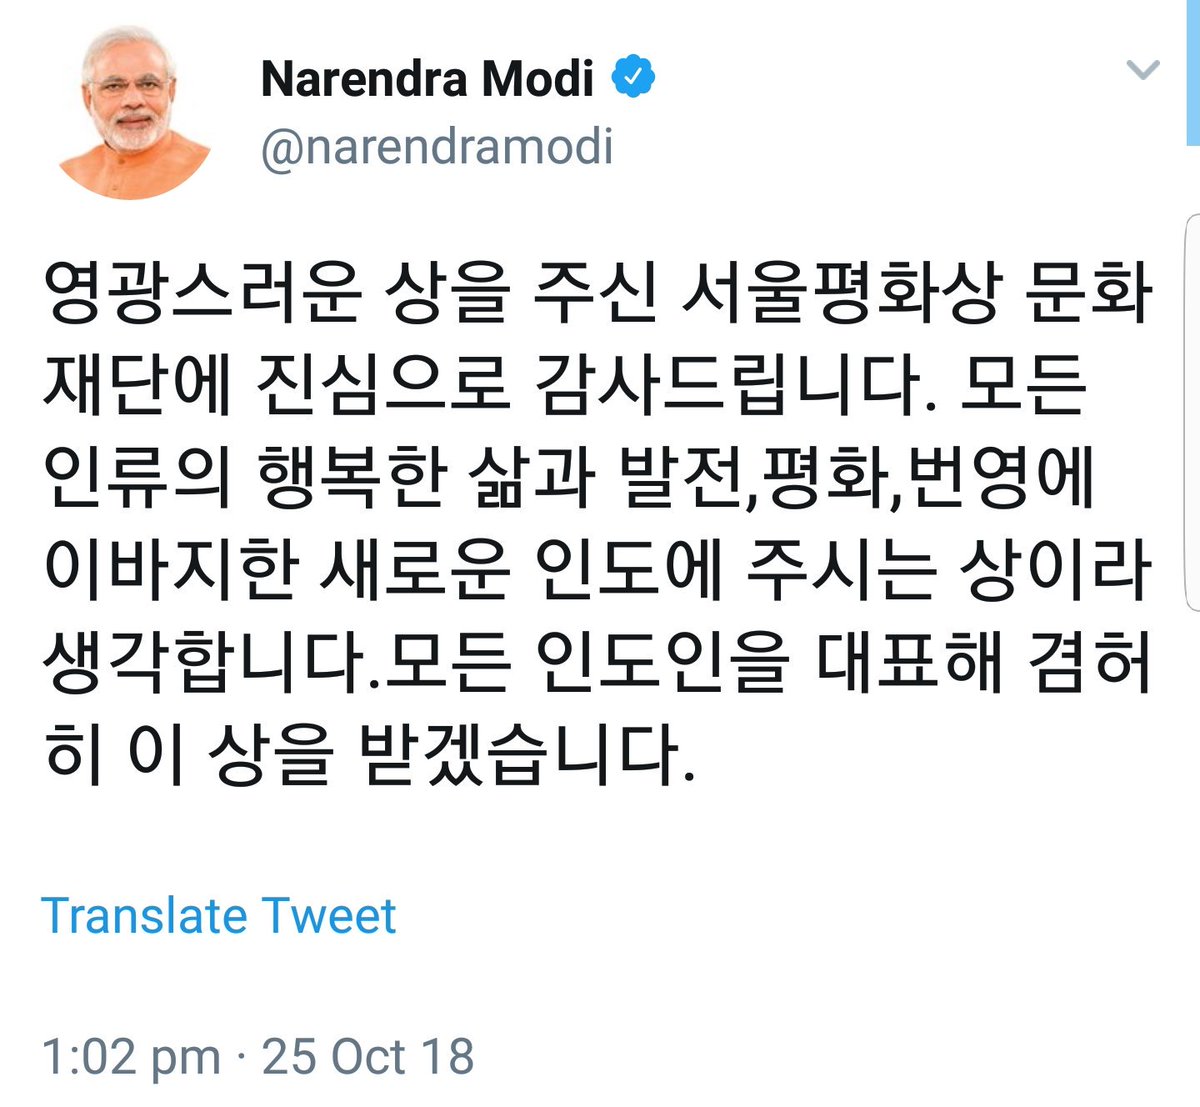 Narendra Modi
@narendramodi
영광스러운 상을 주신 서울평화상 문화
재단에 진심으로 감사드립니다. 모든
인류의 행복한 삶과 발전,평화,번영에
이바지한 새로운 인도에 주시는 상이라
생각합니다.모든 인도인을 대표해 겸허
히 이 상을 받겠습니다.
Translate Tweet
1:02 pm · 25 Oct 18